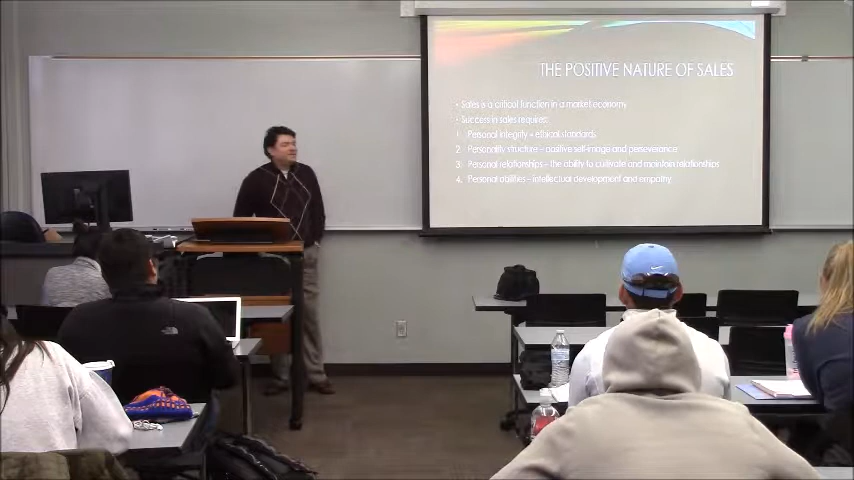 THE POSITIVE NATURE OF SALES
• Sales is a critical function in a market economy
• Success in sales requires:
1. Personal integrity – ethical standards
2. Personality structure – positive self-image and perseverance
3. Personal relationships – the ability to cultivate and maintain relationships
4. Personal abilities – intellectual development and empathy